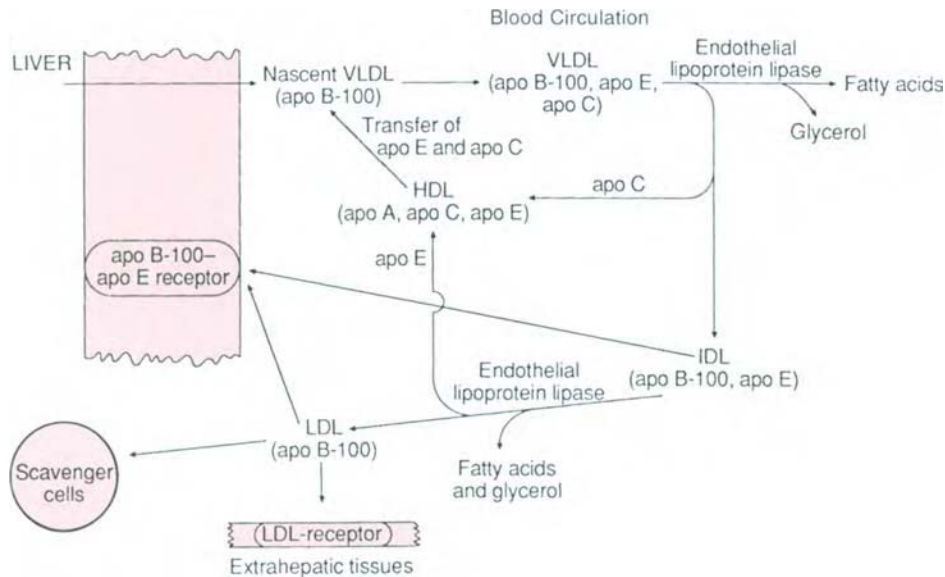 Blood Circulation
LIVER
Nascent VLDL
(apo B-100)
VLDL
(apo B-100, apo E,
apo C)
Endothelial
lipoprotein lipase
Fatty acids
Glycerol
Transfer of
apo E and apo C
HDL
(apo A, apo C, apo E)
apo C
apo B-100–
apo E receptor
apo E
IDL
(apo B-100, apo E)
Endothelial
lipoprotein lipase
LDL
(apo B-100)
Fatty acids
and glycerol
Scavenger
cells
LDL-receptor
Extrahepatic tissues